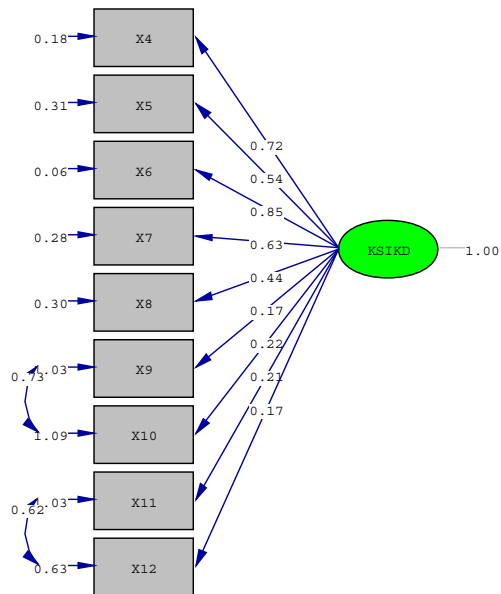 0.18 X4
0.72
0.31 X5
0.54
0.06 X6
0.85
0.28 X7
0.63
KSIKD 1.00
0.30 X8
0.44
0.17
0.73 .03 X9
0.22
0.21
0.17
1.09 X10
0.62 .03 X11
0.63 X12